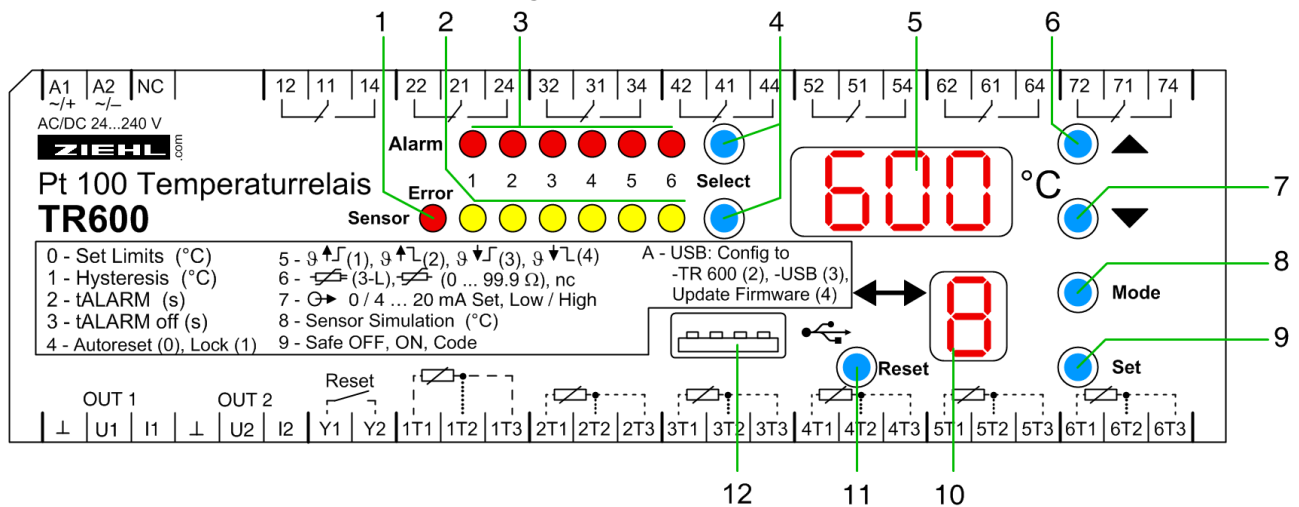 1 2 3 4 5 6
A1 A2 NC 12 11 14 22 21 24 32 31 34 42 41 44 52 51 54 62 61 64 72 71 74
~/+ ~/–
AC/DC 24...240 V
ZIEHL .com
Alarm
600 °C
Pt 100 Temperaturrelais
1 2 3 4 5 6 Select
Error
TR600
Sensor
7
0 - Set Limits (°C)
1 - Hysteresis (°C)
2 - tALARM (s)
3 - tALARM off (s)
4 - Autoreset (0), Lock (1)
5 - ϑ (1), ϑ (2), ϑ (3), ϑ (4)
6 - (3-L), (0 ... 99.9 Ω), nc
7 - 0 / 4 ... 20 mA Set, Low / High
8 - Sensor Simulation (°C)
9 - Safe OFF, ON, Code
A - USB: Config to
-TR 600 (2), -USB (3),
Update Firmware (4)
8
Mode
8
Reset
Set
9
OUT 1 OUT 2 Reset
⊥ U1 I1 ⊥ U2 I2 Y1 Y2 1T1 1T2 1T3 2T1 2T2 2T3 3T1 3T2 3T3 4T1 4T2 4T3 5T1 5T2 5T3 6T1 6T2 6T3
12 11 10